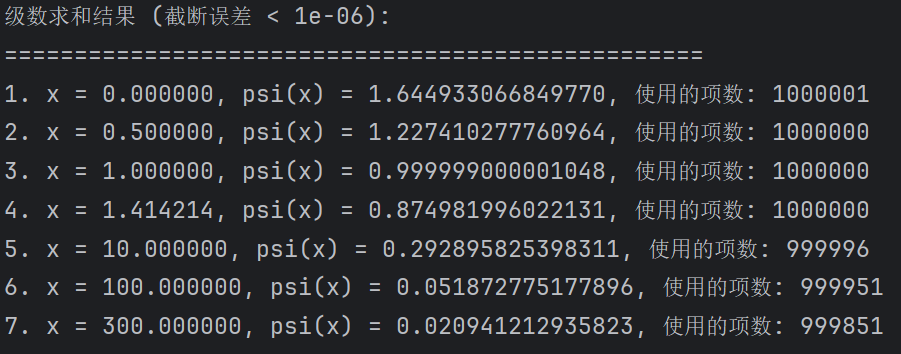 级数求和结果 (截断误差 < 1e-06):
==================================================
1. x = 0.000000, psi(x) = 1.644933066849770, 使用的项数: 1000001
2. x = 0.500000, psi(x) = 1.227410277760964, 使用的项数: 1000000
3. x = 1.000000, psi(x) = 0.999999000001048, 使用的项数: 1000000
4. x = 1.414214, psi(x) = 0.874981996022131, 使用的项数: 1000000
5. x = 10.000000, psi(x) = 0.292895825398311, 使用的项数: 999996
6. x = 100.000000, psi(x) = 0.051872775177896, 使用的项数: 999951
7. x = 300.000000, psi(x) = 0.020941212935823, 使用的项数: 999851